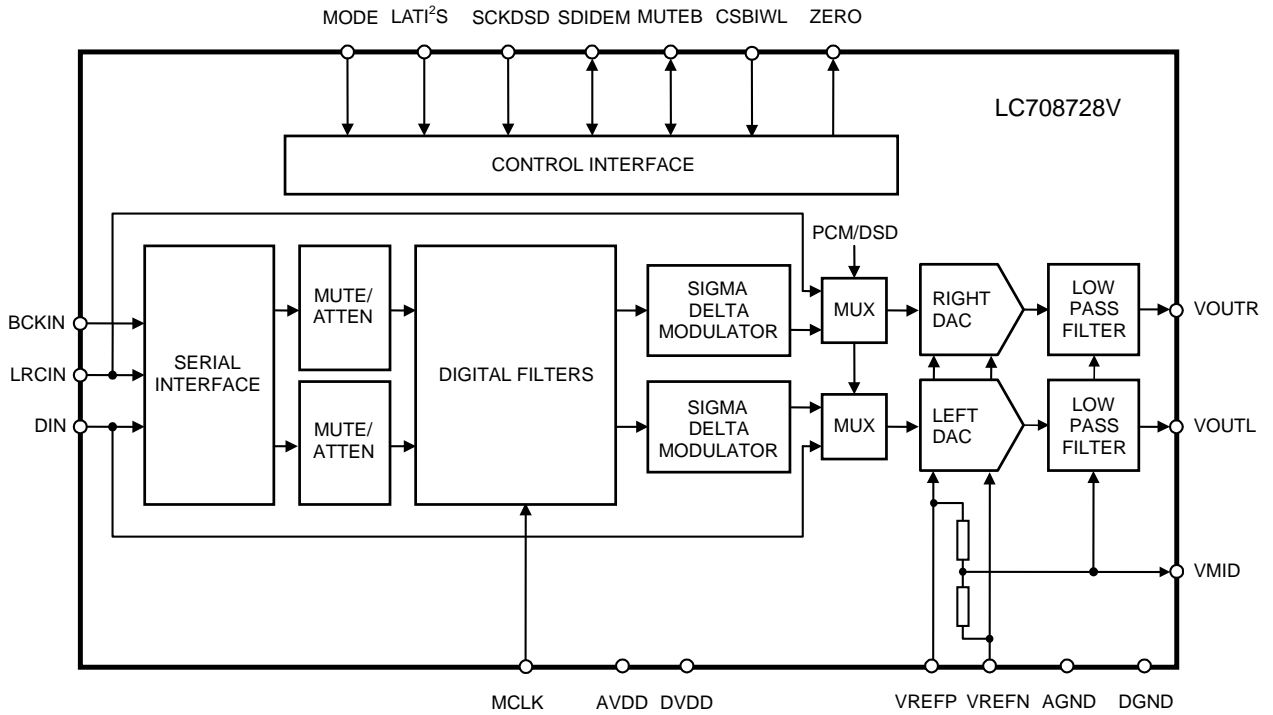 MODE LATI²S SCKDSD SDIDEM MUTEB CSBIWL ZERO
LC708728V
CONTROL INTERFACE
PCM/DSD
BCKIN
LRCIN
DIN
SERIAL
INTERFACE
MUTE/
ATTEN
MUTE/
ATTEN
DIGITAL FILTERS
SIGMA
DELTA
MODULATOR
SIGMA
DELTA
MODULATOR
MUX
MUX
RIGHT
DAC
LEFT
DAC
LOW
PASS
FILTER
LOW
PASS
FILTER
VOUTR
VOUTL
VMID
MCLK AVDD DVDD VREFP VREFN AGND DGND